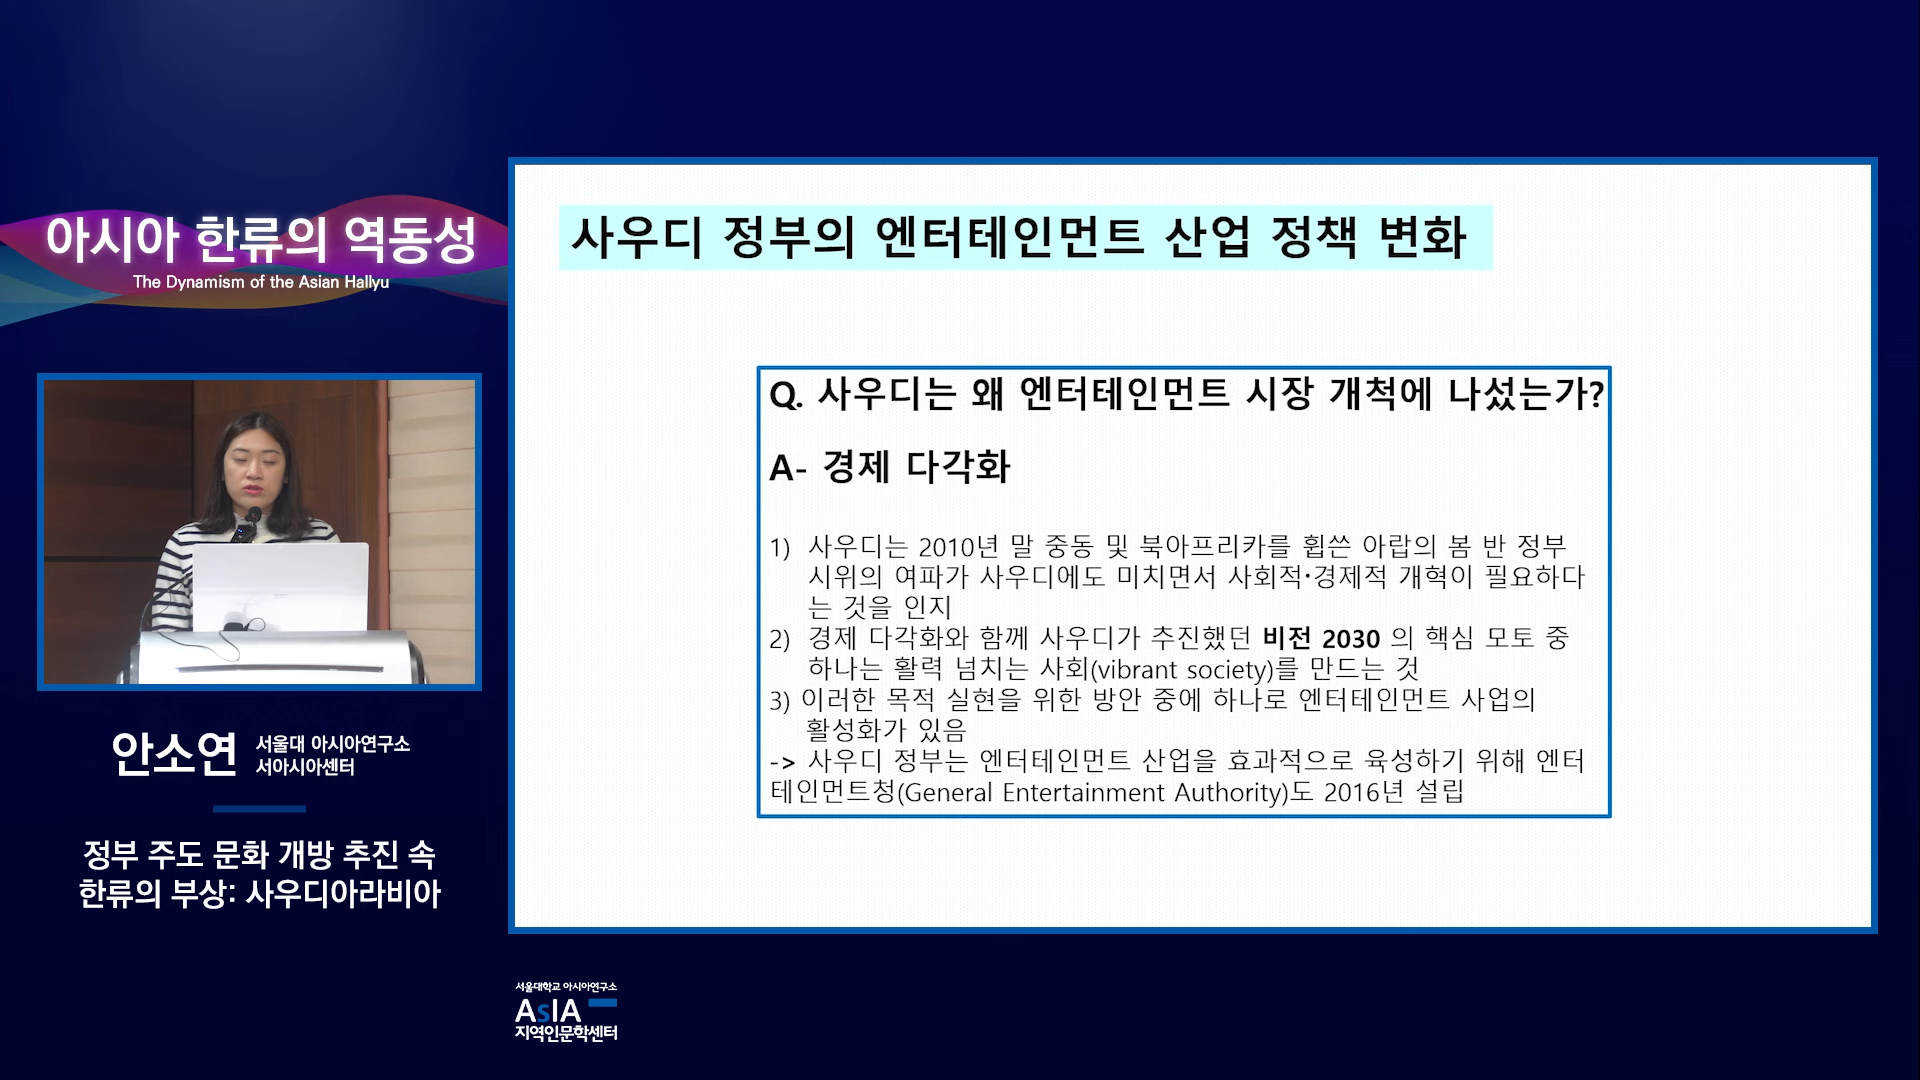 아시아 한류의 역동성
The Dynamism of the Asian Hallyu
안소연 서울대 아시아연구소
서아시아센터
정부 주도 문화 개방 추진 속
한류의 부상: 사우디아라비아
사우디 정부의 엔터테인먼트 산업 정책 변화
Q. 사우디는 왜 엔터테인먼트 시장 개척에 나섰는가?
A- 경제 다각화
1) 사우디는 2010년 말 중동 및 북아프리카를 휩쓴 아랍의 봄 반 정부
시위의 여파가 사우디에도 미치면서 사회적·경제적 개혁이 필요하다
는 것을 인지
2) 경제 다각화와 함께 사우디가 추진했던 비전 2030 의 핵심 모토 중
하나는 활력 넘치는 사회(vibrant society)를 만드는 것
3) 이러한 목적 실현을 위한 방안 중에 하나로 엔터테인먼트 사업의
활성화가 있음
-> 사우디 정부는 엔터테인먼트 산업을 효과적으로 육성하기 위해 엔터
테인먼트청(General Entertainment Authority)도 2016년 설립
서울대학교 아시아연구소
AsIA
지역인문학센터